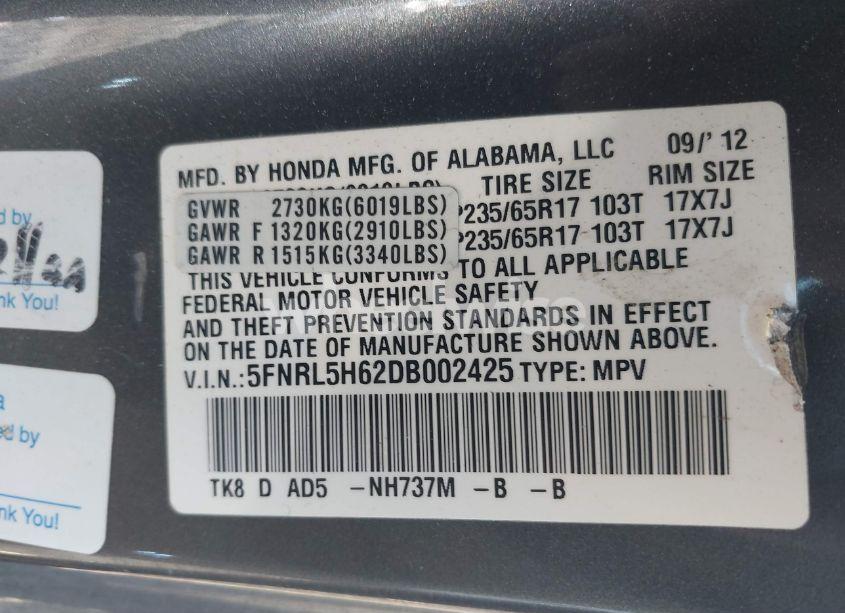 MFD. BY HONDA MFG. OF ALABAMA, LLC 09/' 12
TIRE SIZE RIM SIZE
GVWR 2730KG(6019LBS)
GAWR F 1320KG(2910LBS) P235/65R17 103T 17X7J
GAWR R 1515KG(3340LBS) P235/65R17 103T 17X7J
THIS VEHICLE CONFORMS TO ALL APPLICABLE
FEDERAL MOTOR VEHICLE SAFETY
AND THEFT PREVENTION STANDARDS IN EFFECT
ON THE DATE OF MANUFACTURE SHOWN ABOVE.
V.I.N.: 5FNRL5H62DB002425 TYPE: MPV
TK8 D AD5 -NH737M -B -B
by
You!
by
You!